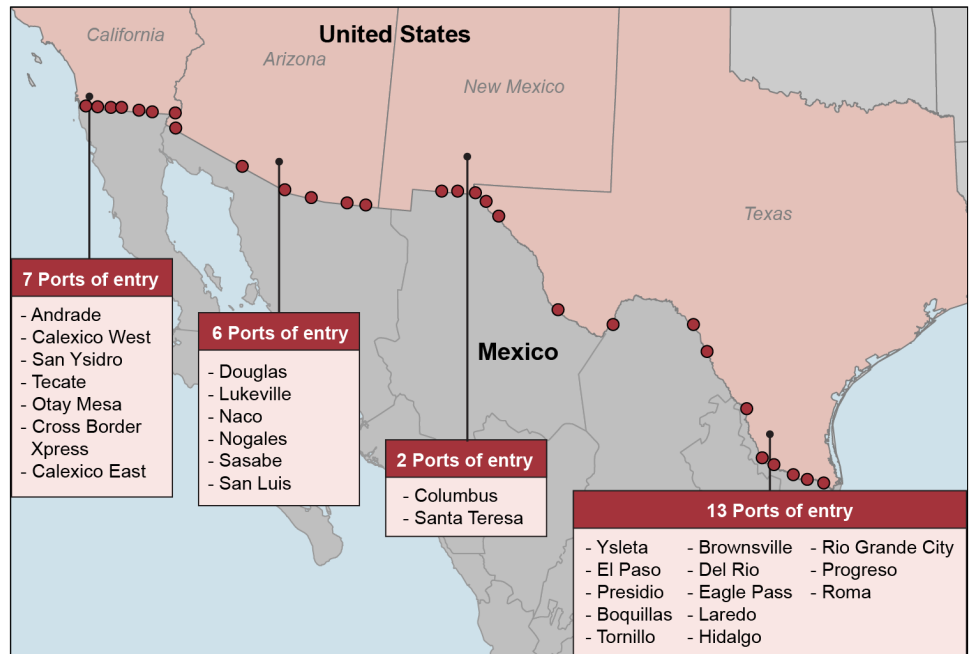 United States
California
Arizona
New Mexico
Texas
Mexico
7 Ports of entry
- Andrade
- Calexico West
- San Ysidro
- Tecate
- Otay Mesa
- Cross Border
Xpress
- Calexico East
6 Ports of entry
- Douglas
- Lukeville
- Naco
- Nogales
- Sasabe
- San Luis
2 Ports of entry
- Columbus
- Santa Teresa
13 Ports of entry
- Ysleta
- El Paso
- Presidio
- Boquillas
- Tornillo
- Brownsville
- Del Rio
- Eagle Pass
- Laredo
- Hidalgo
- Rio Grande City
- Progreso
- Roma